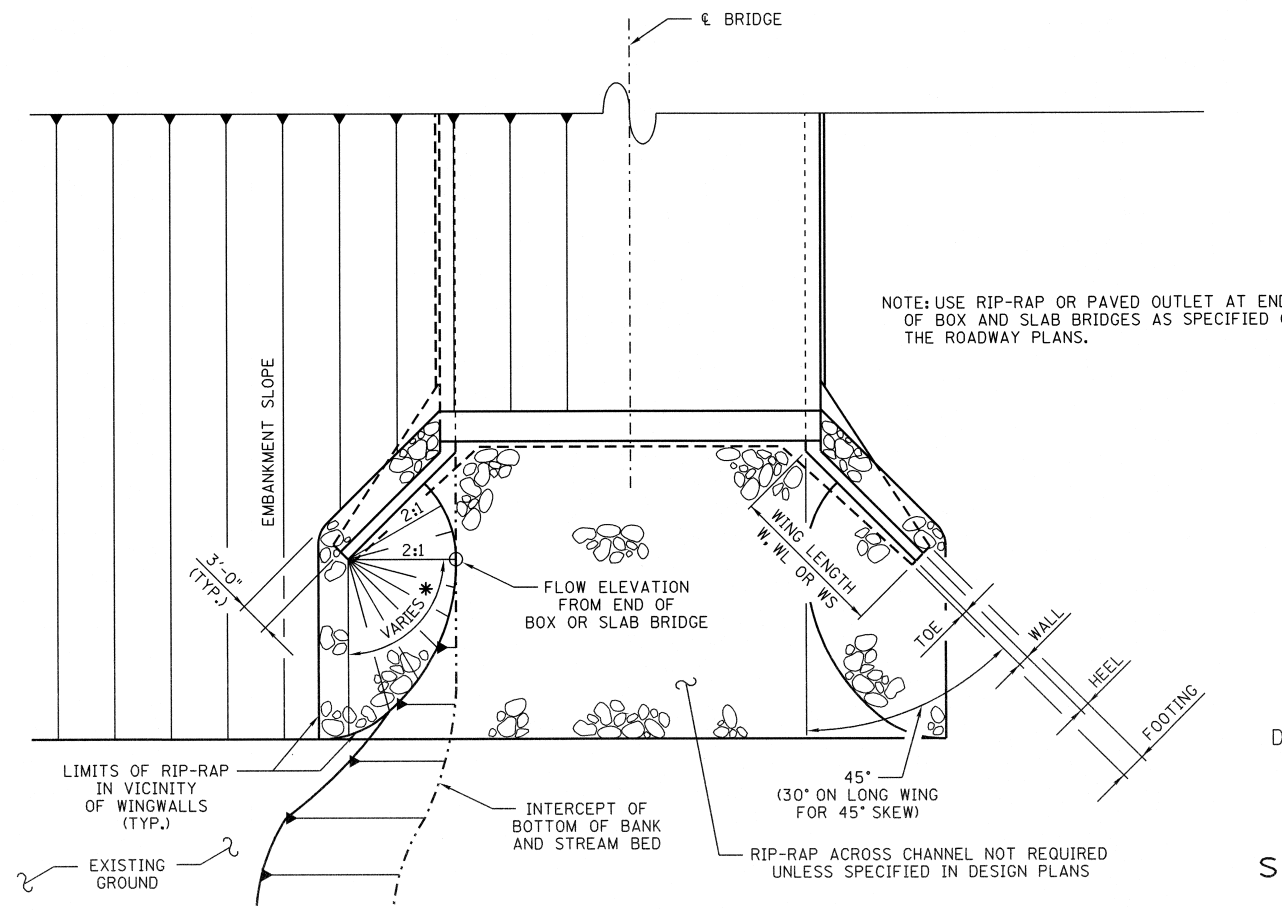 ℄ BRIDGE
NOTE: USE RIP-RAP OR PAVED OUTLET AT END
OF BOX AND SLAB BRIDGES AS SPECIFIED
THE ROADWAY PLANS.
EMBANKMENT SLOPE
3'-0"
(TYP.)
2:1
2:1
VARIES *
FLOW ELEVATION
FROM END OF
BOX OR SLAB BRIDGE
WING LENGTH
W, WL OR WS
TOE
WALL
HEEL
FOOTING
LIMITS OF RIP-RAP
IN VICINITY
OF WINGWALLS
(TYP.)
EXISTING
GROUND
INTERCEPT OF
BOTTOM OF BANK
AND STREAM BED
45°
(30° ON LONG WING
FOR 45° SKEW)
RIP-RAP ACROSS CHANNEL NOT REQUIRED
UNLESS SPECIFIED IN DESIGN PLANS
D
S